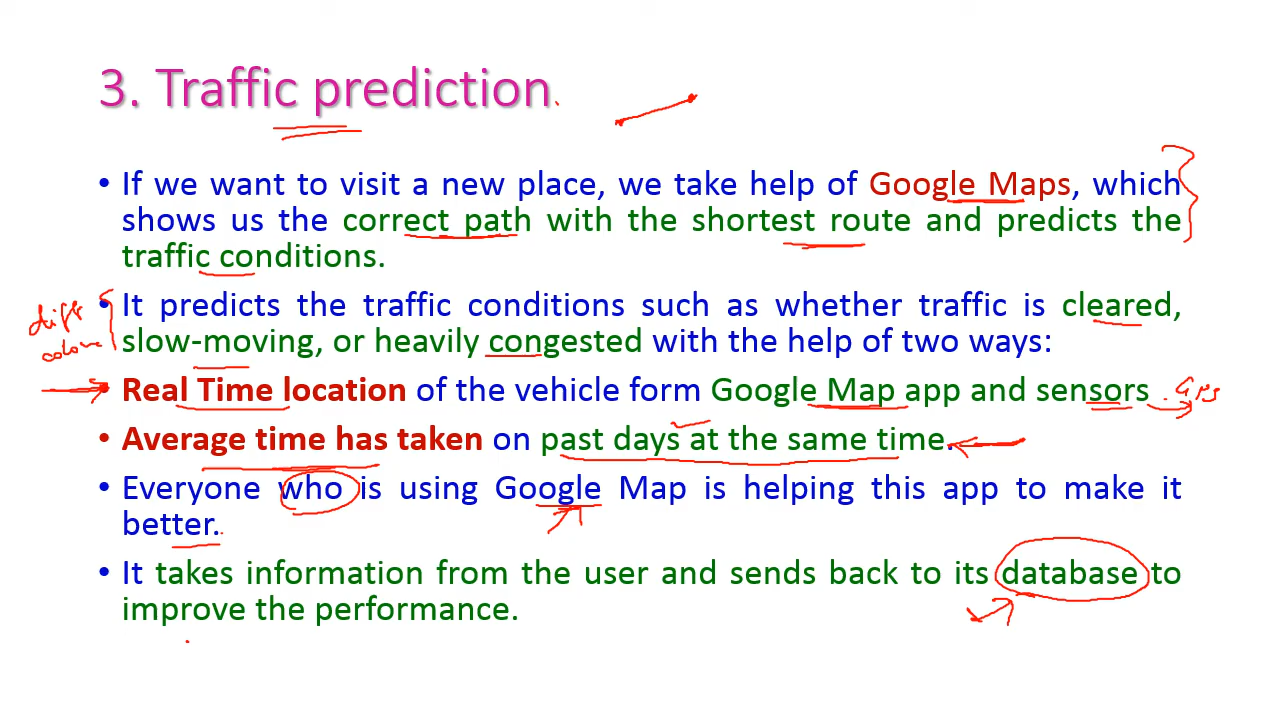 3. Traffic prediction
• If we want to visit a new place, we take help of Google Maps, which
shows us the correct path with the shortest route and predicts the
traffic conditions.
• It predicts the traffic conditions such as whether traffic is cleared,
slow-moving, or heavily congested with the help of two ways:
diff
• Real Time location of the vehicle form Google Map app and sensors
• Average time has taken on past days at the same time.
• Everyone who is using Google Map is helping this app to make it
better.
• It takes information from the user and sends back to its database to
improve the performance.